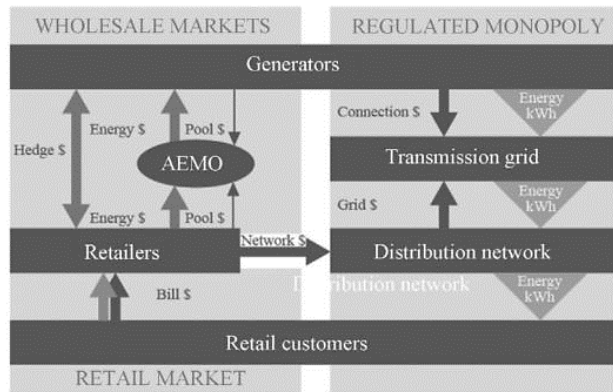 WHOLESALE MARKETS
REGULATED MONOPOLY
Generators
Energy $
Pool $
Hedge $
Connection $
Energy
kWh
AEMO
Transmission grid
Energy $
Pool $
Grid $
Energy
kWh
Retailers
Network $
Distribution network
Distribution network
Bill $
Energy
kWh
Retail customers
RETAIL MARKET